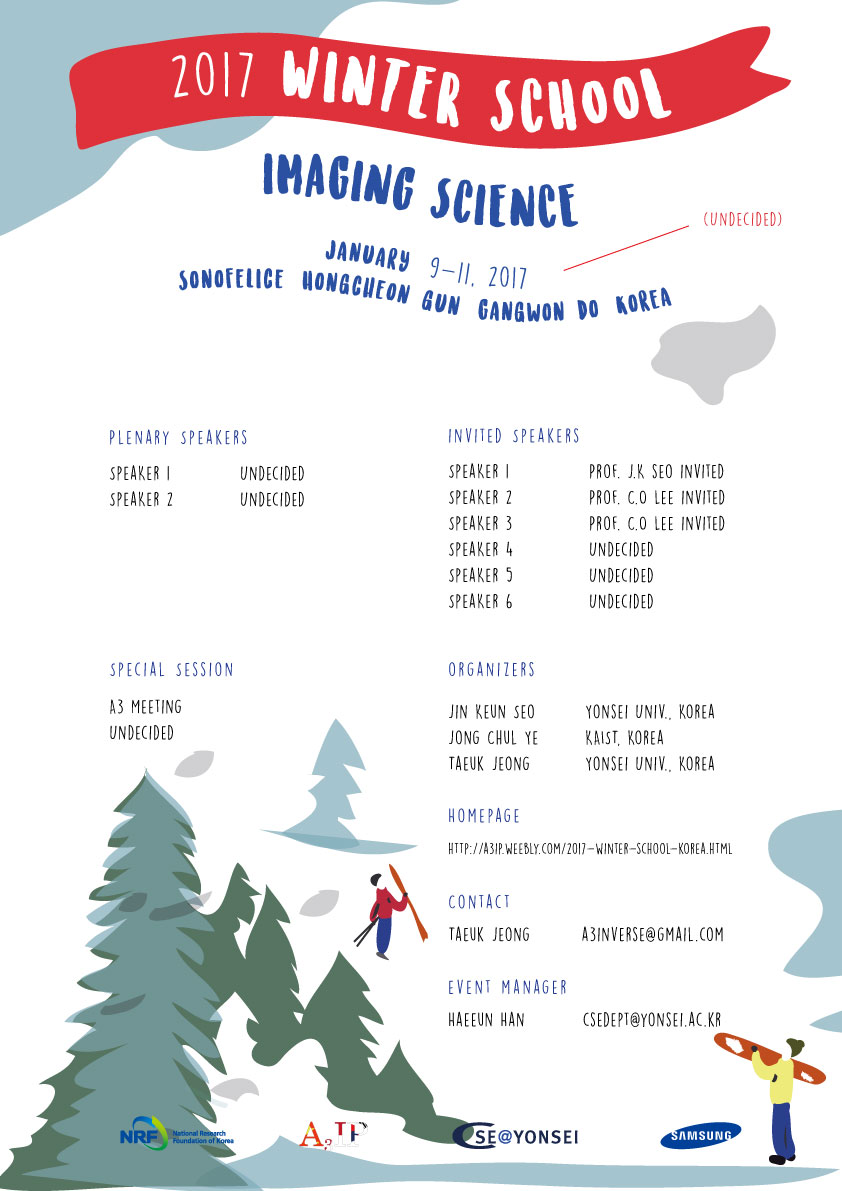 2017 WINTER SCHOOL
IMAGING SCIENCE
(UNDECIDED)
JANUARY 9-11, 2017
SONOFELICE HONGCHEON GUN GANGWON DO KOREA
PLENARY SPEAKERS
SPEAKER 1 UNDECIDED
SPEAKER 2 UNDECIDED
INVITED SPEAKERS
SPEAKER 1 PROF. J.K SEO INVITED
SPEAKER 2 PROF. C.O LEE INVITED
SPEAKER 3 PROF. C.O LEE INVITED
SPEAKER 4 UNDECIDED
SPEAKER 5 UNDECIDED
SPEAKER 6 UNDECIDED
SPECIAL SESSION
A3 MEETING
UNDECIDED
ORGANIZERS
JIN KEUN SEO YONSEI UNIV., KOREA
JONG CHUL YE KAIST, KOREA
TAEUK JEONG YONSEI UNIV., KOREA
HOMEPAGE
HTTP://A3IP.WEEBLY.COM/2017-WINTER-SCHOOL-KOREA.HTML
CONTACT
TAEUK JEONG A3INVERSE@GMAIL.COM
EVENT MANAGER
HAEEUN HAN CSEDEPT@YONSEI.AC.KR
NRF National Research
Foundation of Korea
A3IP
CSE@YONSEI
SAMSUNG